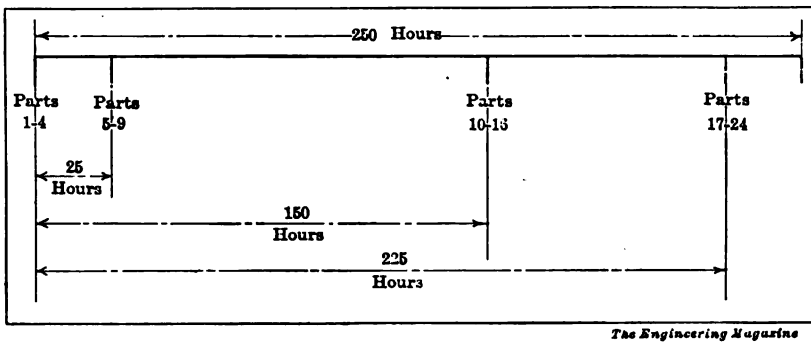 250 Hours
Parts Parts Parts Parts
1-4 5-9 10-16 17-24
25
Hours
150
Hours
225
Hours
The Engineering Magazine